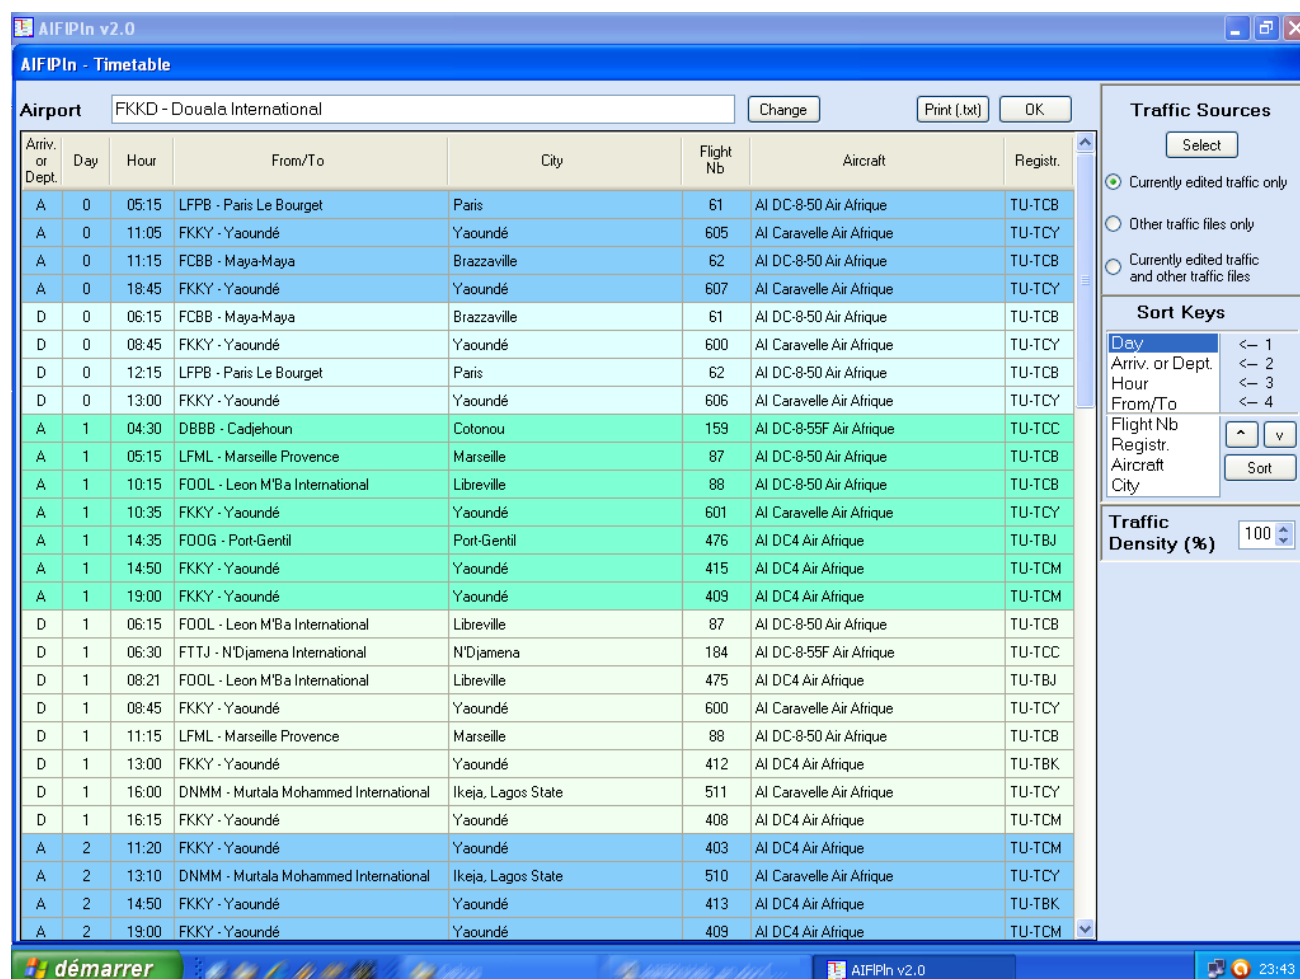 AIFlPln v2.0
AIFlPln - Timetable
Airport FKKD - Douala International Change Print (.txt) OK
Arriv. or Dept. Day Hour From/To City Flight Nb Aircraft Registr.
A 0 05:15 LFPB - Paris Le Bourget Paris 61 AI DC-8-50 Air Afrique TU-TCB
A 0 11:05 FKKY - Yaoundé Yaoundé 605 AI Caravelle Air Afrique TU-TCY
A 0 11:15 FCBB - Maya-Maya Brazzaville 62 AI DC-8-50 Air Afrique TU-TCB
A 0 18:45 FKKY - Yaoundé Yaoundé 607 AI Caravelle Air Afrique TU-TCY
D 0 06:15 FCBB - Maya-Maya Brazzaville 61 AI DC-8-50 Air Afrique TU-TCB
D 0 08:45 FKKY - Yaoundé Yaoundé 600 AI Caravelle Air Afrique TU-TCY
D 0 12:15 LFPB - Paris Le Bourget Paris 62 AI DC-8-50 Air Afrique TU-TCB
D 0 13:00 FKKY - Yaoundé Yaoundé 606 AI Caravelle Air Afrique TU-TCY
A 1 04:30 DBBB - Cadjehoun Cotonou 159 AI DC-8-55F Air Afrique TU-TCC
A 1 05:15 LFML - Marseille Provence Marseille 87 AI DC-8-50 Air Afrique TU-TCB
A 1 10:15 FOOL - Leon M'Ba International Libreville 88 AI DC-8-50 Air Afrique TU-TCB
A 1 10:35 FKKY - Yaoundé Yaoundé 601 AI Caravelle Air Afrique TU-TCY
A 1 14:35 FOOG - Port-Gentil Port-Gentil 476 AI DC4 Air Afrique TU-TBJ
A 1 14:50 FKKY - Yaoundé Yaoundé 415 AI DC4 Air Afrique TU-TCM
A 1 19:00 FKKY - Yaoundé Yaoundé 409 AI DC4 Air Afrique TU-TCM
D 1 06:15 FOOL - Leon M'Ba International Libreville 87 AI DC-8-50 Air Afrique TU-TCB
D 1 06:30 FTTJ - N'Djamena International N'Djamena 184 AI DC-8-55F Air Afrique TU-TCC
D 1 08:21 FOOL - Leon M'Ba International Libreville 475 AI DC4 Air Afrique TU-TBJ
D 1 08:45 FKKY - Yaoundé Yaoundé 600 AI Caravelle Air Afrique TU-TCY
D 1 11:15 LFML - Marseille Provence Marseille 88 AI DC-8-50 Air Afrique TU-TCB
D 1 13:00 FKKY - Yaoundé Yaoundé 412 AI DC4 Air Afrique TU-TBK
D 1 16:00 DNMM - Murtala Mohammed International Ikeja, Lagos State 511 AI Caravelle Air Afrique TU-TCY
D 1 16:15 FKKY - Yaoundé Yaoundé 408 AI DC4 Air Afrique TU-TCM
A 2 11:20 FKKY - Yaoundé Yaoundé 403 AI DC4 Air Afrique TU-TCM
A 2 13:10 DNMM - Murtala Mohammed International Ikeja, Lagos State 510 AI Caravelle Air Afrique TU-TCY
A 2 14:50 FKKY - Yaoundé Yaoundé 413 AI DC4 Air Afrique TU-TBK
A 2 19:00 FKKY - Yaoundé Yaoundé 409 AI DC4 Air Afrique TU-TCM
Traffic Sources
Select
Currently edited traffic only
Other traffic files only
Currently edited traffic
and other traffic files
Sort Keys
Day <-- 1
Arriv. or Dept. <-- 2
Hour <-- 3
From/To <-- 4
Flight Nb
Registr.
Aircraft
City
^ v
Sort
Traffic
Density (%) 100
démarrer AIFlPln v2.0 23:43